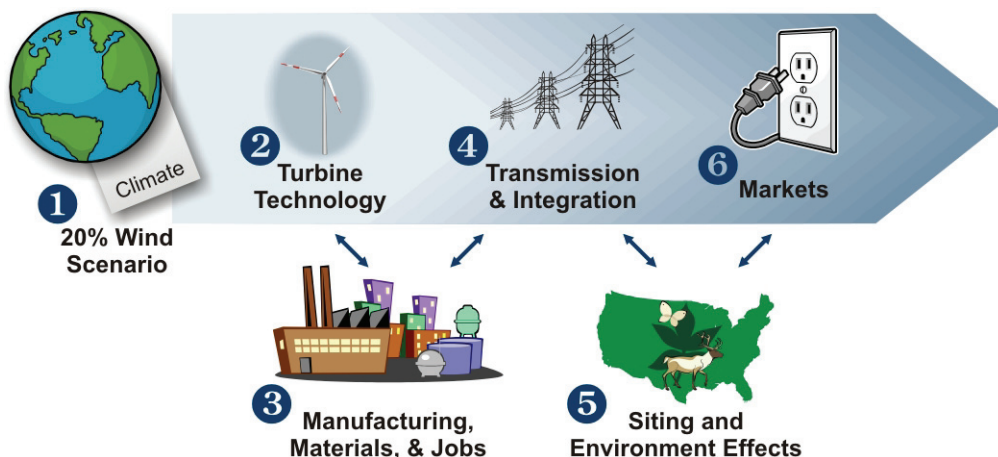 Climate
1
20% Wind
Scenario
2
Turbine
Technology
3
Manufacturing,
Materials, & Jobs
4
Transmission
& Integration
5
Siting and
Environment Effects
6
Markets